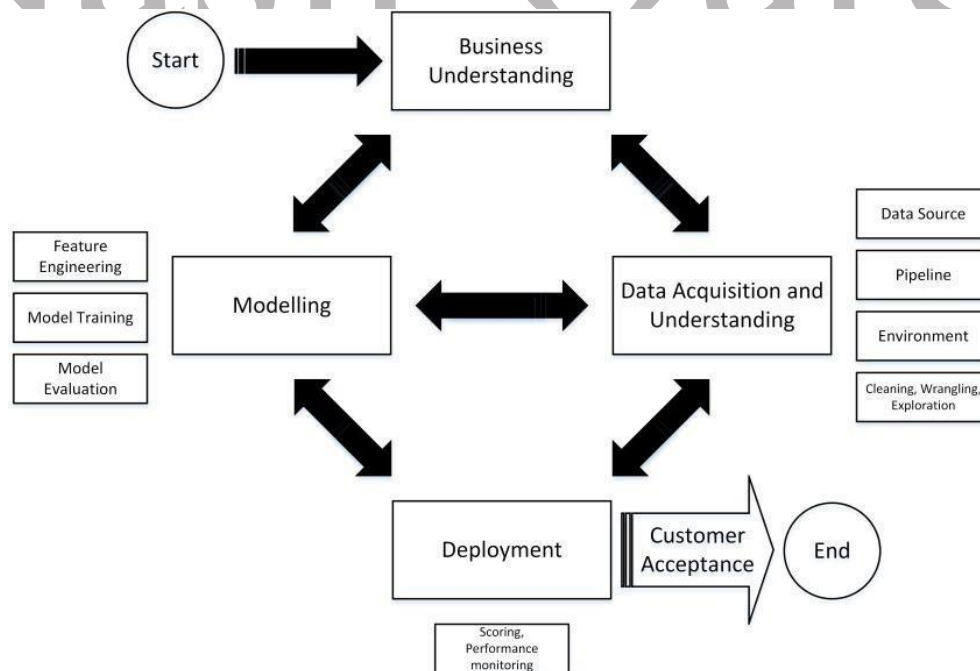 Start
Business
Understanding
Feature
Engineering
Model Training
Model
Evaluation
Modelling
Data Acquisition and
Understanding
Data Source
Pipeline
Environment
Cleaning, Wrangling,
Exploration
Deployment
Customer
Acceptance
End
Scoring,
Performance
monitoring